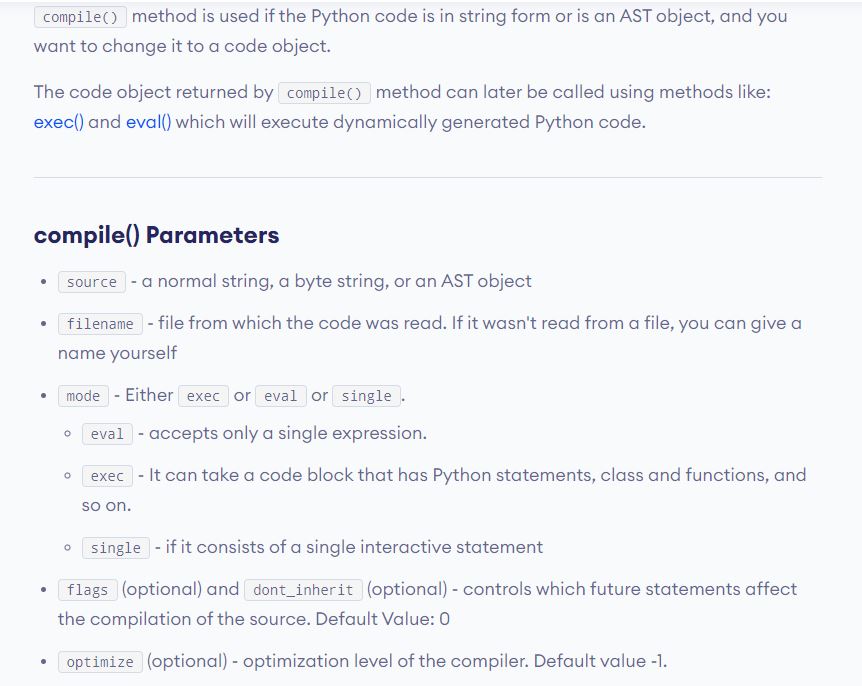 compile() method is used if the Python code is in string form or is an AST object, and you
want to change it to a code object.
The code object returned by compile() method can later be called using methods like:
exec() and eval() which will execute dynamically generated Python code.
compile() Parameters
• source - a normal string, a byte string, or an AST object
• filename - file from which the code was read. If it wasn't read from a file, you can give a
name yourself
• mode - Either exec or eval or single.
◦ eval - accepts only a single expression.
◦ exec - It can take a code block that has Python statements, class and functions, and
so on.
◦ single - if it consists of a single interactive statement
• flags (optional) and dont_inherit (optional) - controls which future statements affect
the compilation of the source. Default Value: 0
• optimize (optional) - optimization level of the compiler. Default value -1.